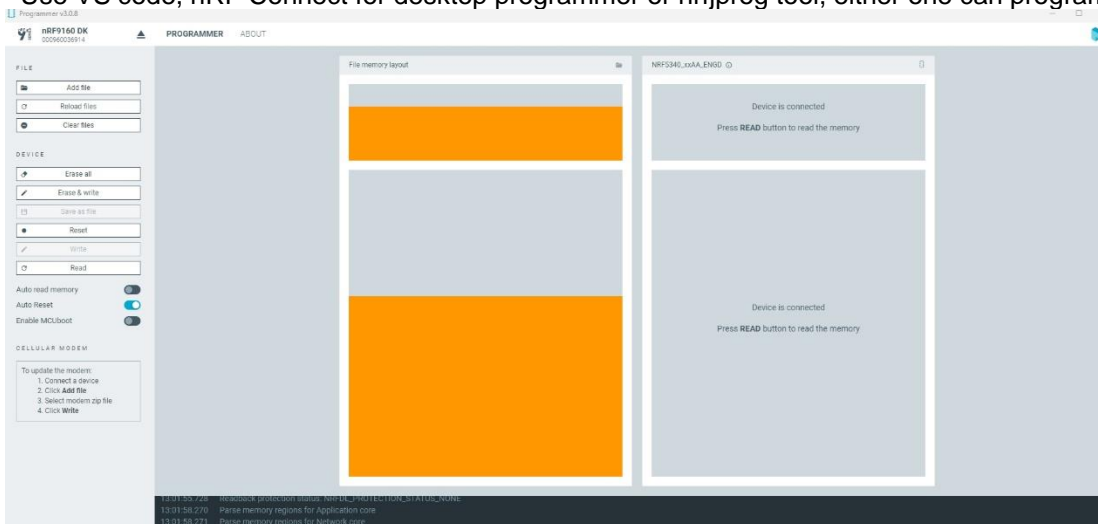 Use VS code, nRF Connect for desktop programmer or nrfjprog tool, either one can program
Programmer v3.0.8
nRF9160 DK
000960036914
PROGRAMMER ABOUT
FILE
Add file
Reload files
Clear files
DEVICE
Erase all
Erase & write
Save as file
Reset
Write
Read
Auto read memory
Auto Reset
Enable MCUboot
CELLULAR MODEM
To update the modem:
1. Connect a device
2. Click Add file
3. Select modem zip file
4. Click Write
File memory layout
NRF5340_xxAA_ENGD
Device is connected
Press READ button to read the memory
Device is connected
Press READ button to read the memory
13:01:55.728 Readback protection status: NRFDL_PROTECTION_STATUS_NONE
13:01:58.270 Parse memory regions for Application core
13:01:58.271 Parse memory regions for Network core